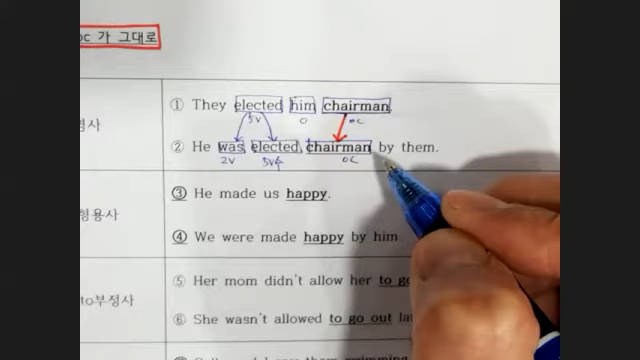 oc 가 그대로
① They elected him chairman.
5V O oc
명사
② He was elected chairman by them.
2V 5V oc
③ He made us happy.
형용사
④ We were made happy by him.
⑤ Her mom didn't allow her to go
to부정사
⑥ She wasn't allowed to go out lat